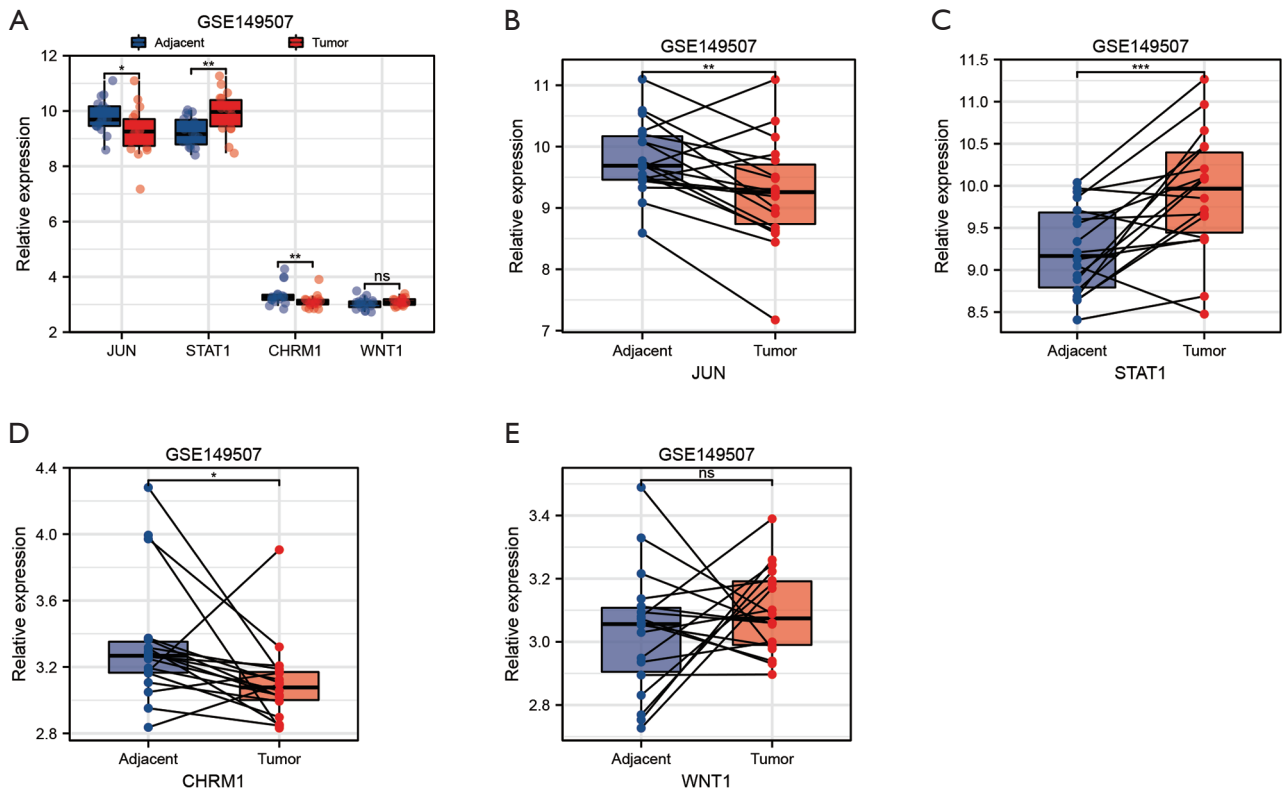 A
GSE149507
Adjacent
Tumor
Relative expression
12
10
8
6
4
2
*
**
**
ns
JUN
STAT1
CHRM1
WNT1
B
GSE149507
**
Relative expression
11
10
9
8
7
Adjacent
Tumor
JUN
C
GSE149507
***
Relative expression
11.5
11.0
10.5
10.0
9.5
9.0
8.5
Adjacent
Tumor
STAT1
D
GSE149507
*
Relative expression
4.4
4.0
3.6
3.2
2.8
Adjacent
Tumor
CHRM1
E
GSE149507
ns
Relative expression
3.4
3.2
3.0
2.8
Adjacent
Tumor
WNT1